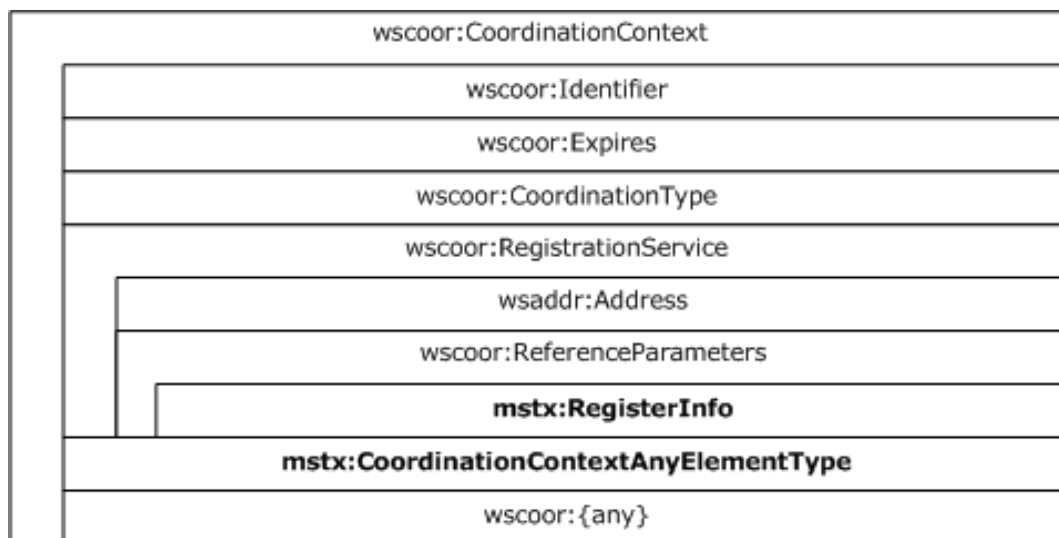 wscoor:CoordinationContext
wscoor:Identifier
wscoor:Expires
wscoor:CoordinationType
wscoor:RegistrationService
wsaddr:Address
wscoor:ReferenceParameters
mstx:RegisterInfo
mstx:CoordinationContextAnyElementType
wscoor:{any}